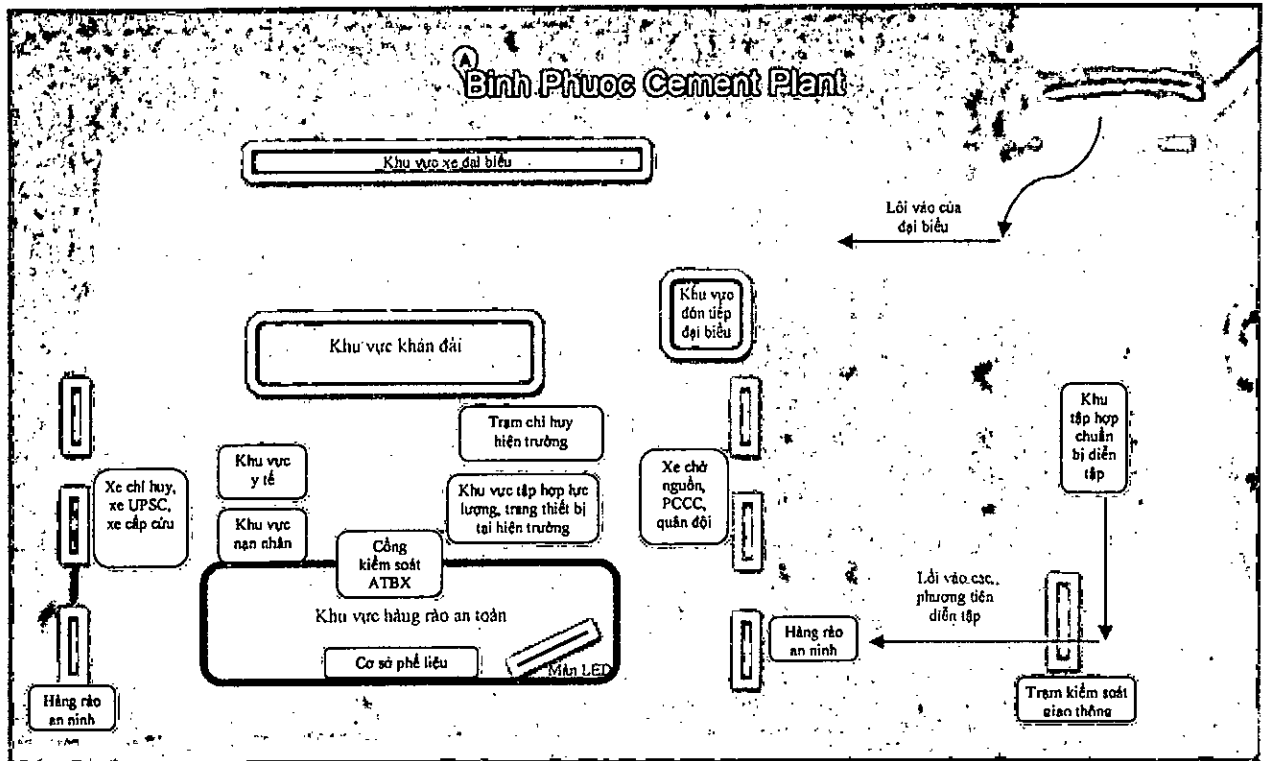 A
Binh Phuoc Cement Plant
Khu vực xe đại biểu
Lối vào của
đại biểu
Khu vực
đón tiếp
đại biểu
Khu vực khán đài
Trạm chỉ huy
hiện trường
Khu
tập hợp
chuẩn
bị diễn
tập
Khu vực
y tế
Xe chỉ huy,
xe UPSC,
xe cấp cứu
Khu vực tập hợp lực
lượng, trang thiết bị
tại hiện trường
Xe chở
nguồn,
PCCC,
quân đội
Khu vực
nạn nhân
Cổng
kiểm soát
ATBX
Lối vào các
phương tiện
diễn tập
Khu vực hàng rào an toàn
Hàng rào
an ninh
Cơ sở phế liệu
Màn LED
Hàng rào
an ninh
Trạm kiểm soát
giao thông